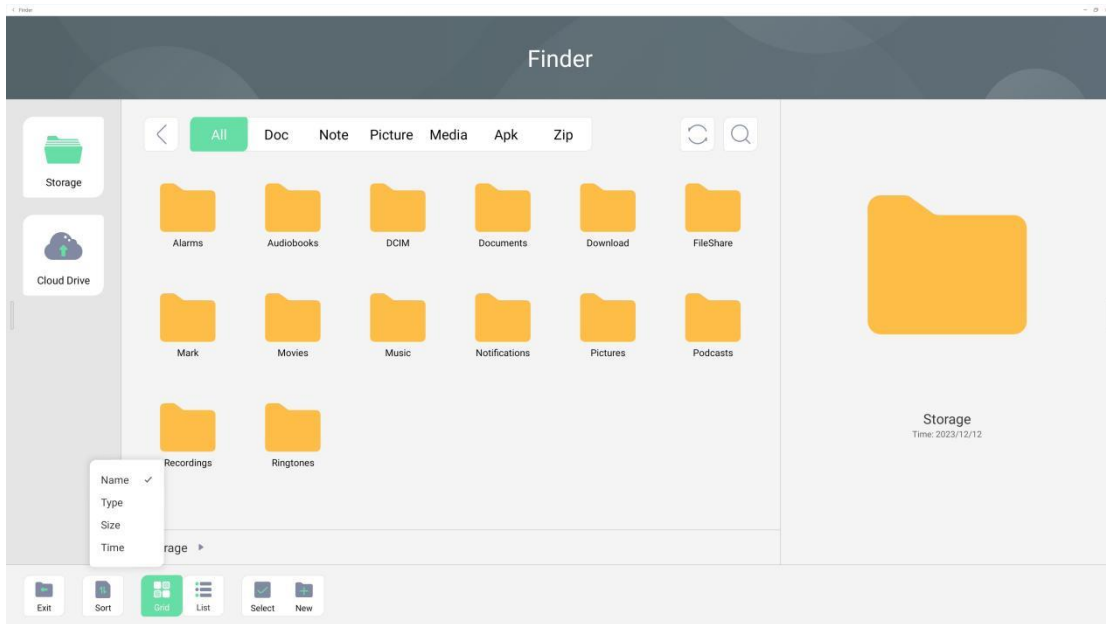 Finder
Finder
Storage
Cloud Drive
All Doc Note Picture Media Apk Zip
Alarms Audiobooks DCIM Documents Download FileShare
Mark Movies Music Notifications Pictures Podcasts
Recordings Ringtones
Name
Type
Size
Time
rage
Storage
Time: 2023/12/12
Exit Sort Grid List Select New